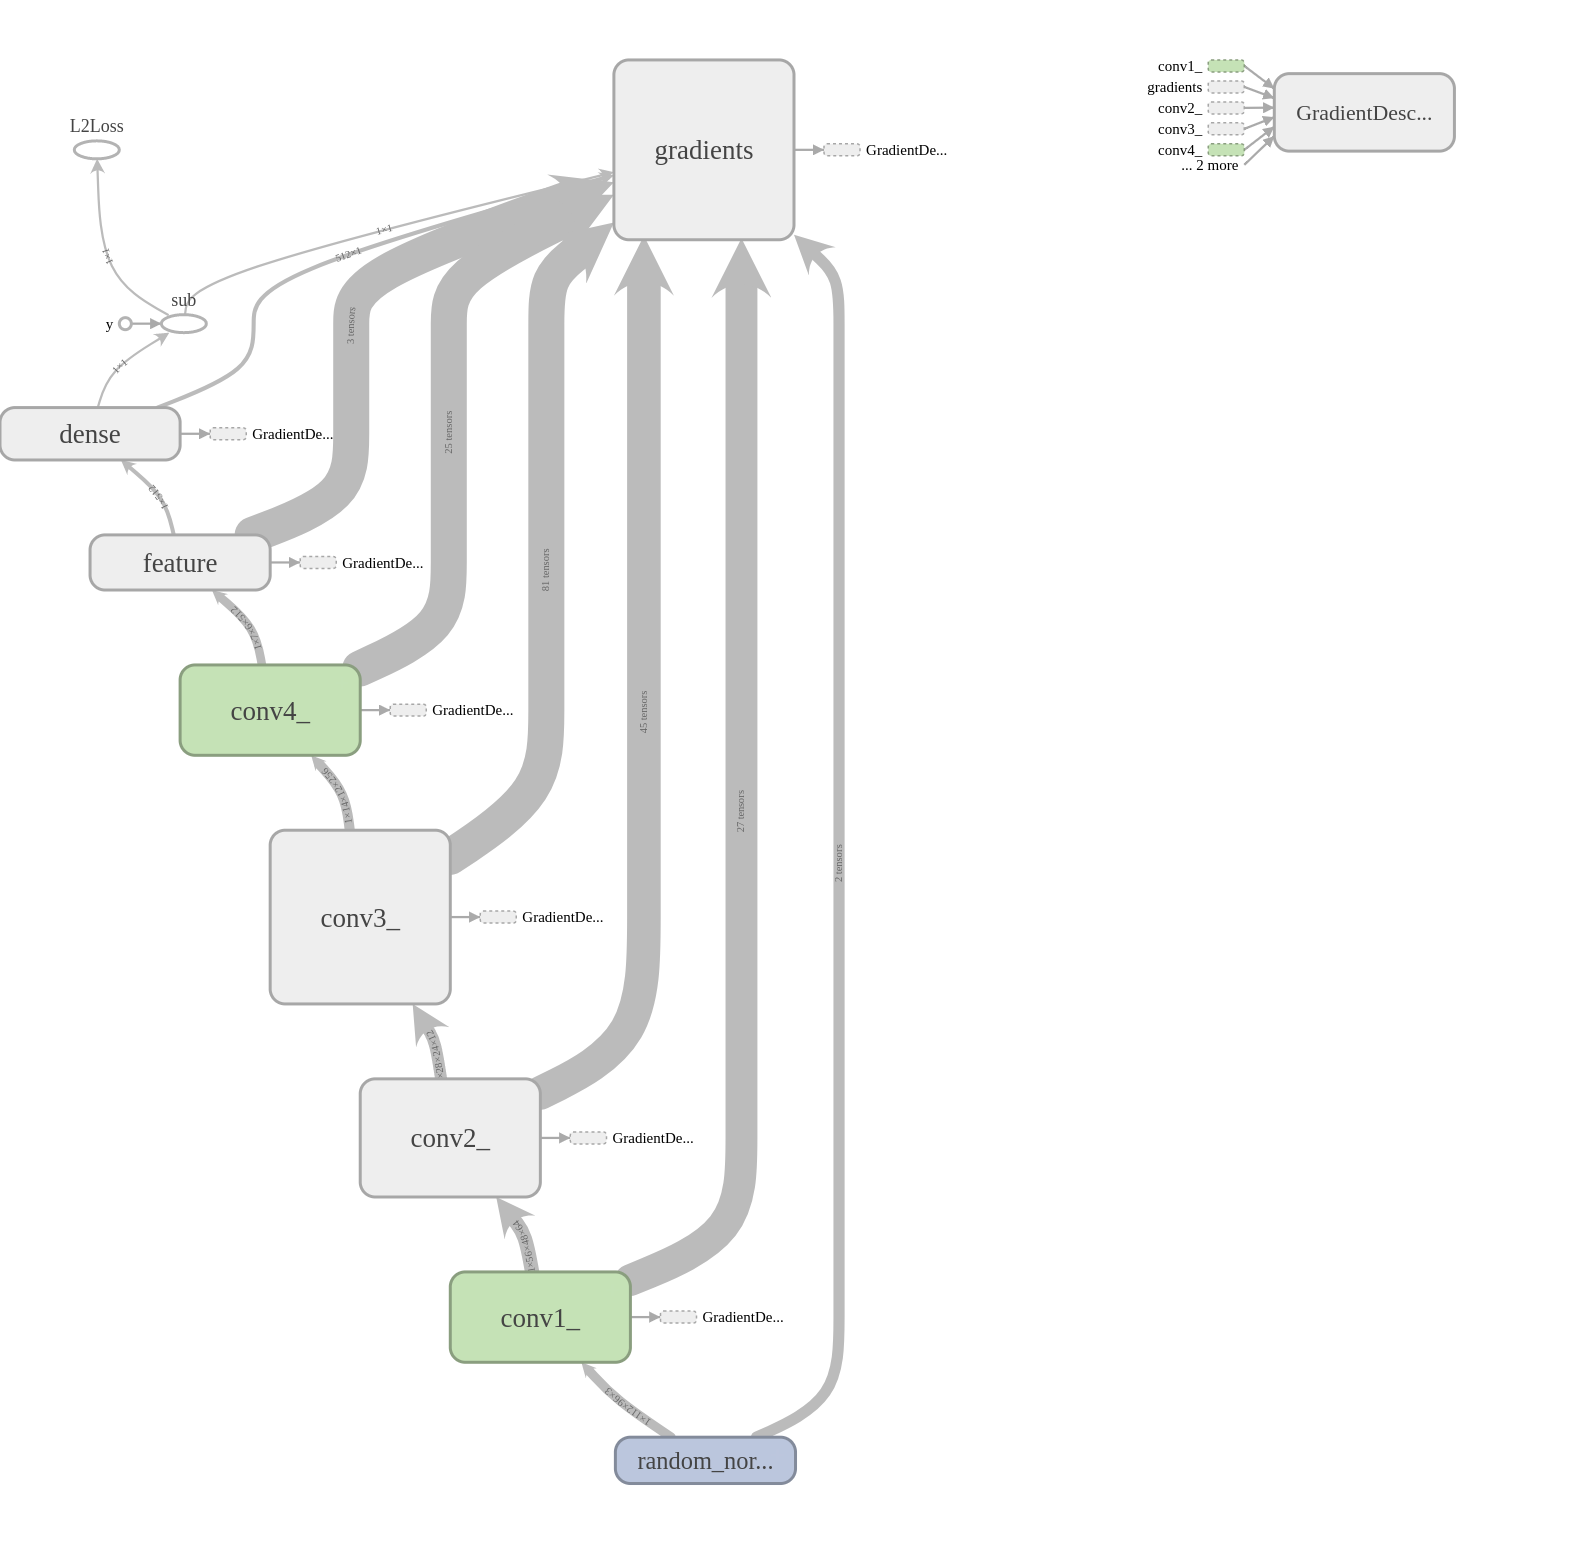 conv1_
gradients
conv2_
conv3_
conv4_
... 2 more
GradientDesc...
L2Loss
gradients
GradientDe...
1×1
512×1
1×1
sub
y
3 tensors
1×1
dense
GradientDe...
25 tensors
1×512
feature
GradientDe...
81 tensors
1×7×6×512
conv4_
GradientDe...
45 tensors
1×14×12×256
27 tensors
2 tensors
conv3_
GradientDe...
×28×24×12
conv2_
GradientDe...
×56×48×64
conv1_
GradientDe...
1×112×96×3
random_nor...